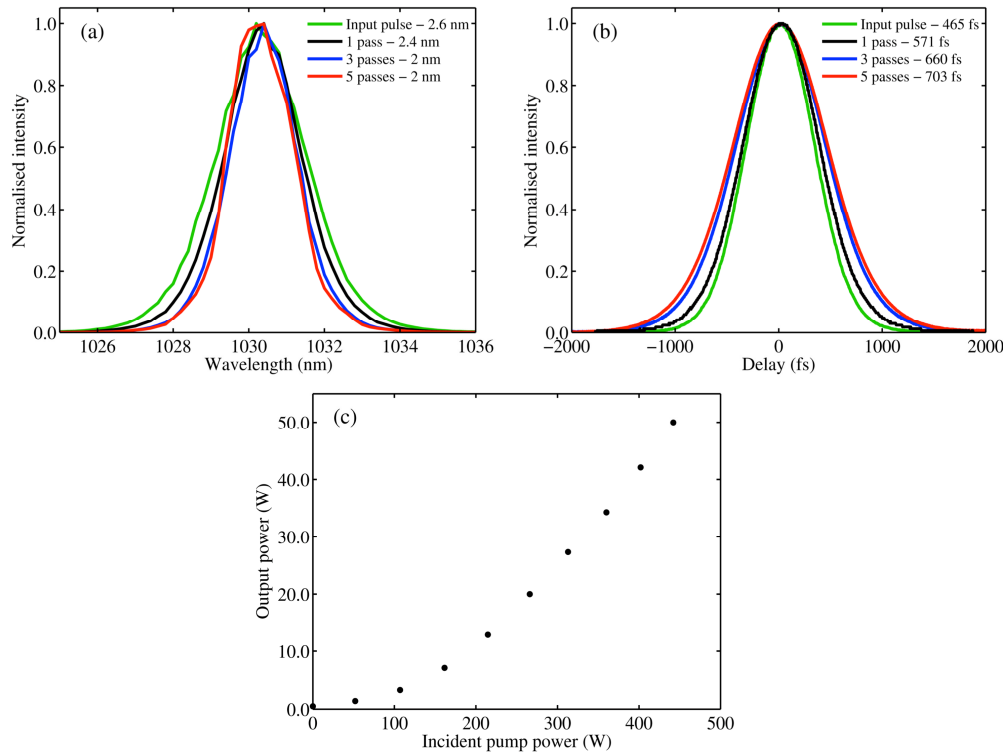 (a)
Input pulse – 2.6 nm
1 pass – 2.4 nm
3 passes – 2 nm
5 passes – 2 nm
1.0
0.8
0.6
0.4
0.2
0.0
Normalised intensity
1026 1028 1030 1032 1034 1036
Wavelength (nm)
(b)
Input pulse – 465 fs
1 pass – 571 fs
3 passes – 660 fs
5 passes – 703 fs
1.0
0.8
0.6
0.4
0.2
0.0
Normalised intensity
−2000 −1000 0 1000 2000
Delay (fs)
(c)
50.0
40.0
30.0
20.0
10.0
0.0
Output power (W)
0 100 200 300 400 500
Incident pump power (W)